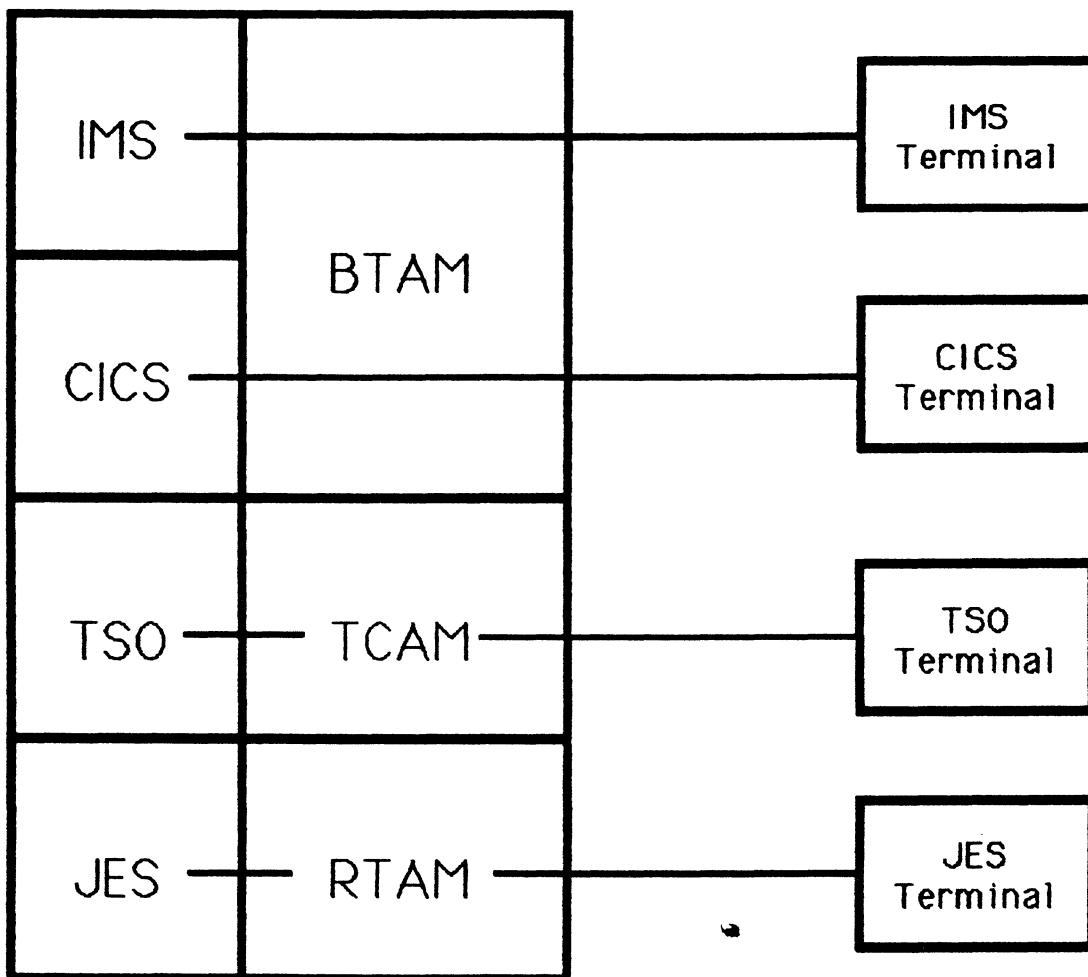 IMS
IMS
Terminal
BTAM
CICS
CICS
Terminal
TSO
TCAM
TSO
Terminal
JES
RTAM
JES
Terminal